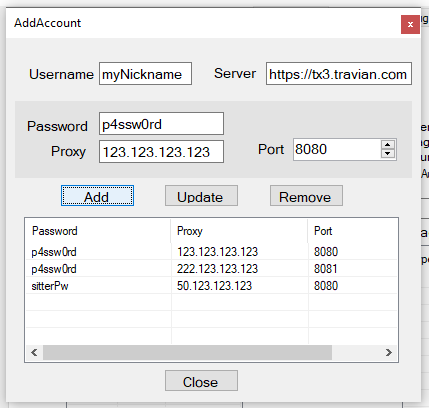 AddAccount x
Username myNickname Server https://tx3.travian.com
Password p4ssw0rd
Proxy 123.123.123.123 Port 8080
Add Update Remove
Password Proxy Port
p4ssw0rd 123.123.123.123 8080
p4ssw0rd 222.123.123.123 8081
sitterPw 50.123.123.123 8080
Close